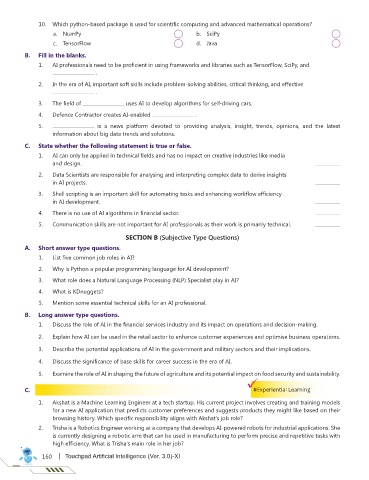 10. Which python-based package is used for scientific computing and advanced mathematical operations?
a. NumPy b. SciPy
c. TensorFlow d. Java
B. Fill in the blanks.
1. AI professionals need to be proficient in using frameworks and libraries such as TensorFlow, SciPy, and
____________ .
2. In the era of AI, important soft skills include problem-solving abilities, critical thinking, and effective
____________ .
3. The field of ____________ uses AI to develop algorithms for self-driving cars.
4. Defence Contractor creates AI-enabled ____________ .
5. ____________ is a news platform devoted to providing analysis, insight, trends, opinions, and the latest
information about big data trends and solutions.
C. State whether the following statement is true or false.
1. AI can only be applied in technical fields and has no impact on creative industries like media
and design. ________
2. Data Scientists are responsible for analysing and interpreting complex data to derive insights
in AI projects. ________
3. Shell scripting is an important skill for automating tasks and enhancing workflow efficiency
in AI development. ________
4. There is no use of AI algorithms in financial sector. ________
5. Communication skills are not important for AI professionals as their work is primarily technical. ________
SECTION B (Subjective Type Questions)
A. Short answer type questions.
1. List five common job roles in AI?
2. Why is Python a popular programming language for AI development?
3. What role does a Natural Language Processing (NLP) Specialist play in AI?
4. What is KDnuggets?
5. Mention some essential technical skills for an AI professional.
B. Long answer type questions.
1. Discuss the role of AI in the financial services industry and its impact on operations and decision-making.
2. Explain how AI can be used in the retail sector to enhance customer experiences and optimise business operations.
3. Describe the potential applications of AI in the government and military sectors and their implications.
4. Discuss the significance of base skills for career success in the era of AI.
5. Examine the role of AI in shaping the future of agriculture and its potential impact on food security and sustainability.
C. #Experiential Learning
1. Akshat is a Machine Learning Engineer at a tech startup. His current project involves creating and training models
for a new AI application that predicts customer preferences and suggests products they might like based on their
browsing history. Which specific responsibility aligns with Akshat's job role?
2. Trisha is a Robotics Engineer working at a company that develops AI-powered robots for industrial applications. She
is currently designing a robotic arm that can be used in manufacturing to perform precise and repetitive tasks with
high efficiency. What is Trisha's main role in her job?
160 Touchpad Artificial Intelligence (Ver. 3.0)-XI